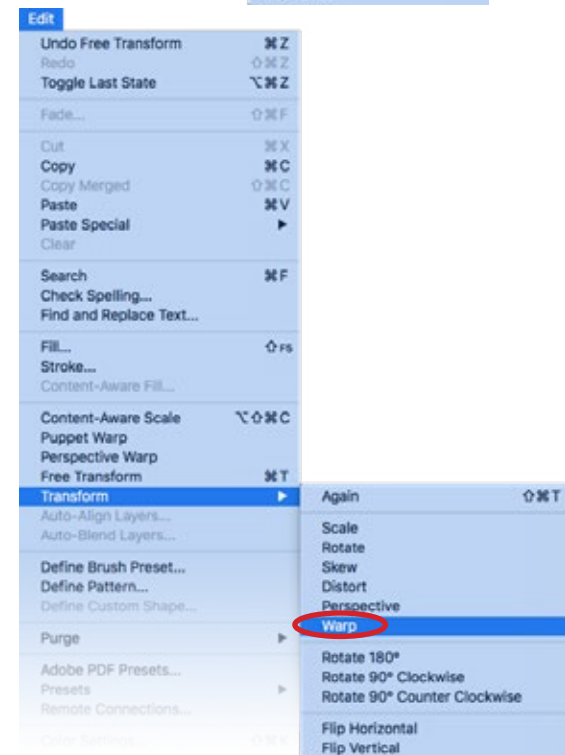 Edit
Undo Free Transform ⌘Z
Redo ⇧⌘Z
Toggle Last State ⌥⌘Z
Fade... ⇧⌘F
Cut ⌘X
Copy ⌘C
Copy Merged ⇧⌘C
Paste ⌘V
Paste Special ▶
Clear
Search ⌘F
Check Spelling...
Find and Replace Text...
Fill... ⇧F5
Stroke...
Content-Aware Fill...
Content-Aware Scale ⌥⇧⌘C
Puppet Warp
Perspective Warp
Free Transform ⌘T
Transform ▶
Auto-Align Layers...
Auto-Blend Layers...
Define Brush Preset...
Define Pattern...
Define Custom Shape...
Purge ▶
Adobe PDF Presets...
Presets ▶
Remote Connections...
Color Settings... ⇧⌘K
Again ⇧⌘T
Scale
Rotate
Skew
Distort
Perspective
Warp
Rotate 180°
Rotate 90° Clockwise
Rotate 90° Counter Clockwise
Flip Horizontal
Flip Vertical